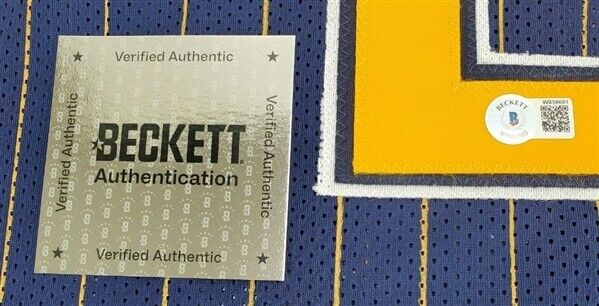 Verified Authentic
Verified Authentic
BECKETT
Authentication
Verified Authentic
Verified Authentic
BECKETT
B